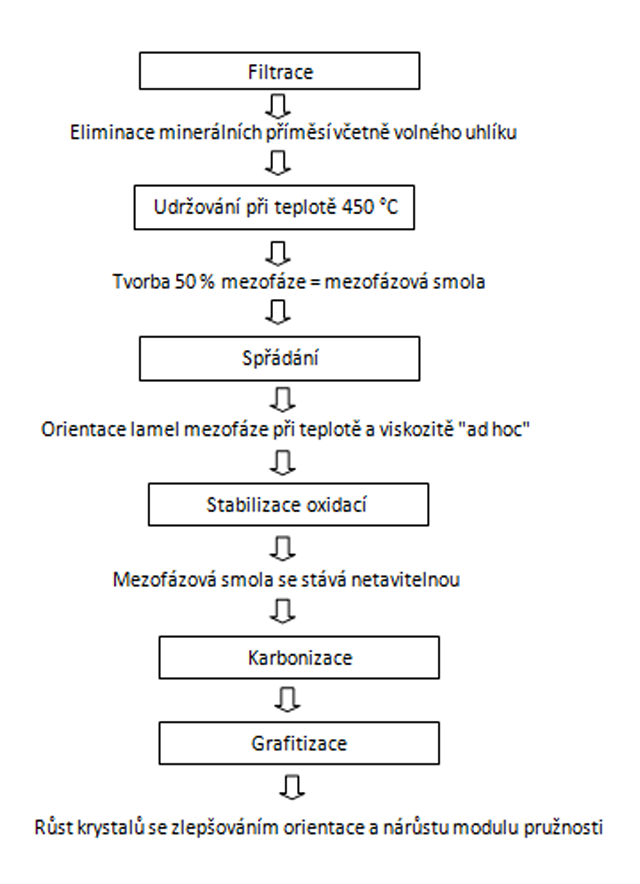 Filtrace
Eliminace minerálních příměsí včetně volného uhlíku
Udržování při teplotě 450 °C
Tvorba 50 % mezofáze = mezofázová smola
Spřádání
Orientace lamel mezofáze při teplotě a viskozitě "ad hoc"
Stabilizace oxidací
Mezofázová smola se stává netavitelnou
Karbonizace
Grafitizace
Růst krystalů se zlepšováním orientace a nárůstu modulu pružnosti